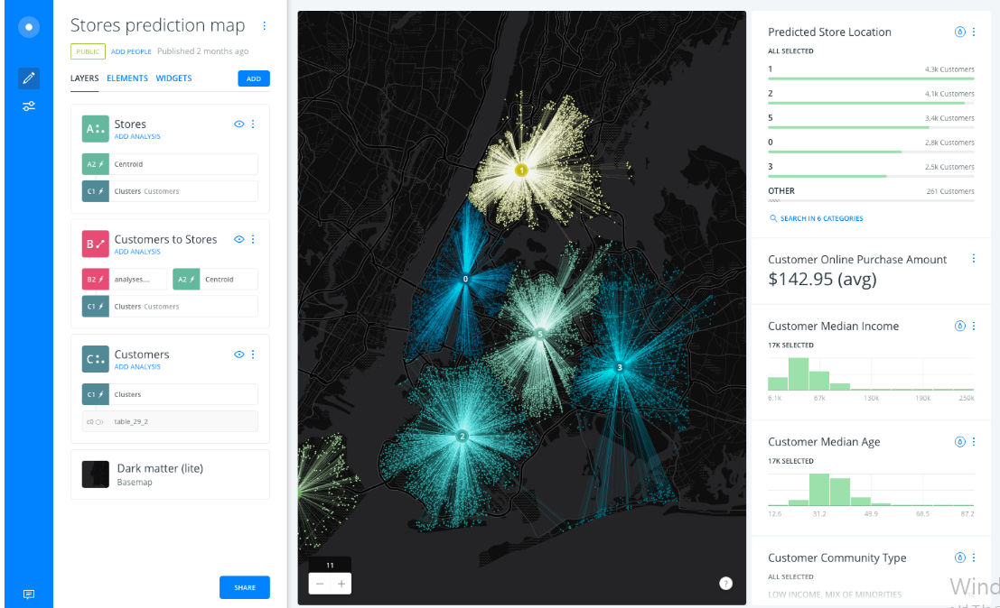 Stores prediction map
PUBLIC ADD PEOPLE Published 2 months ago
LAYERS ELEMENTS WIDGETS ADD
A Stores
ADD ANALYSIS
A2 Centroid
C1 Clusters Customers
B Customers to Stores
ADD ANALYSIS
B2 analyses.... A2 Centroid
C1 Clusters Customers
C Customers
ADD ANALYSIS
C1 Clusters
c0 table_29_2
Dark matter (lite)
Basemap
SHARE
1
0
5
3
2
11
− +
?
Predicted Store Location
ALL SELECTED
1 4.3k Customers
2 4.1k Customers
5 3.4k Customers
0 2.8k Customers
3 2.5k Customers
OTHER 261 Customers
SEARCH IN 6 CATEGORIES
Customer Online Purchase Amount
$142.95 (avg)
Customer Median Income
17K SELECTED
6.1k 67k 130k 190k 250k
Customer Median Age
17K SELECTED
12.6 31.2 49.9 68.5 87.2
Customer Community Type
ALL SELECTED
LOW INCOME, MIX OF MINORITIES
Wind